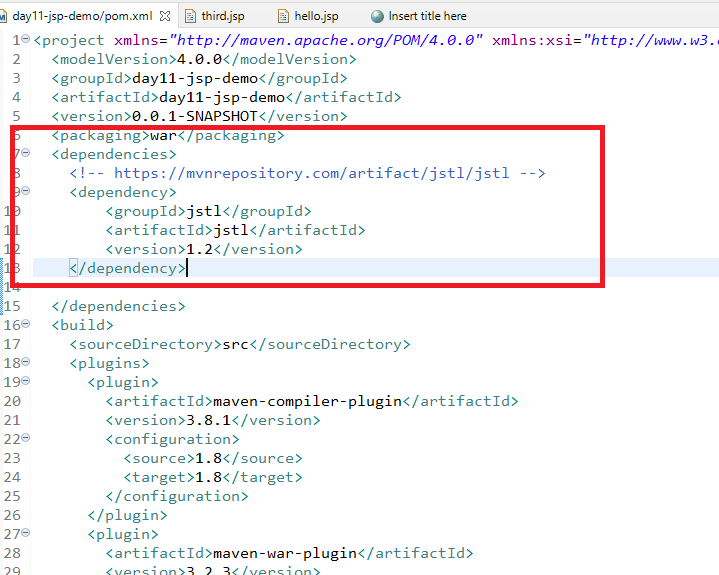 day11-jsp-demo/pom.xml third.jsp hello.jsp Insert title here
1 <project xmlns="http://maven.apache.org/POM/4.0.0" xmlns:xsi="http://www.w3.
2 <modelVersion>4.0.0</modelVersion>
3 <groupId>day11-jsp-demo</groupId>
4 <artifactId>day11-jsp-demo</artifactId>
5 <version>0.0.1-SNAPSHOT</version>
6 <packaging>war</packaging>
7 <dependencies>
8 <!-- https://mvnrepository.com/artifact/jstl/jstl -->
9 <dependency>
10 <groupId>jstl</groupId>
11 <artifactId>jstl</artifactId>
12 <version>1.2</version>
13 </dependency>
14
15 </dependencies>
16 <build>
17 <sourceDirectory>src</sourceDirectory>
18 <plugins>
19 <plugin>
20 <artifactId>maven-compiler-plugin</artifactId>
21 <version>3.8.1</version>
22 <configuration>
23 <source>1.8</source>
24 <target>1.8</target>
25 </configuration>
26 </plugin>
27 <plugin>
28 <artifactId>maven-war-plugin</artifactId>
29 <version>3.2.3</version>